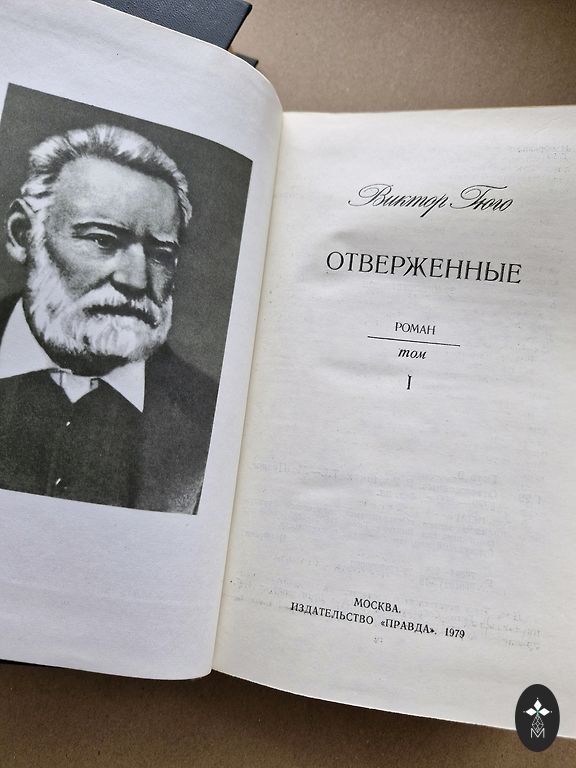 Виктор Гюго
ОТВЕРЖЕННЫЕ
РОМАН
том
I
МОСКВА.
ИЗДАТЕЛЬСТВО «ПРАВДА». 1979
M